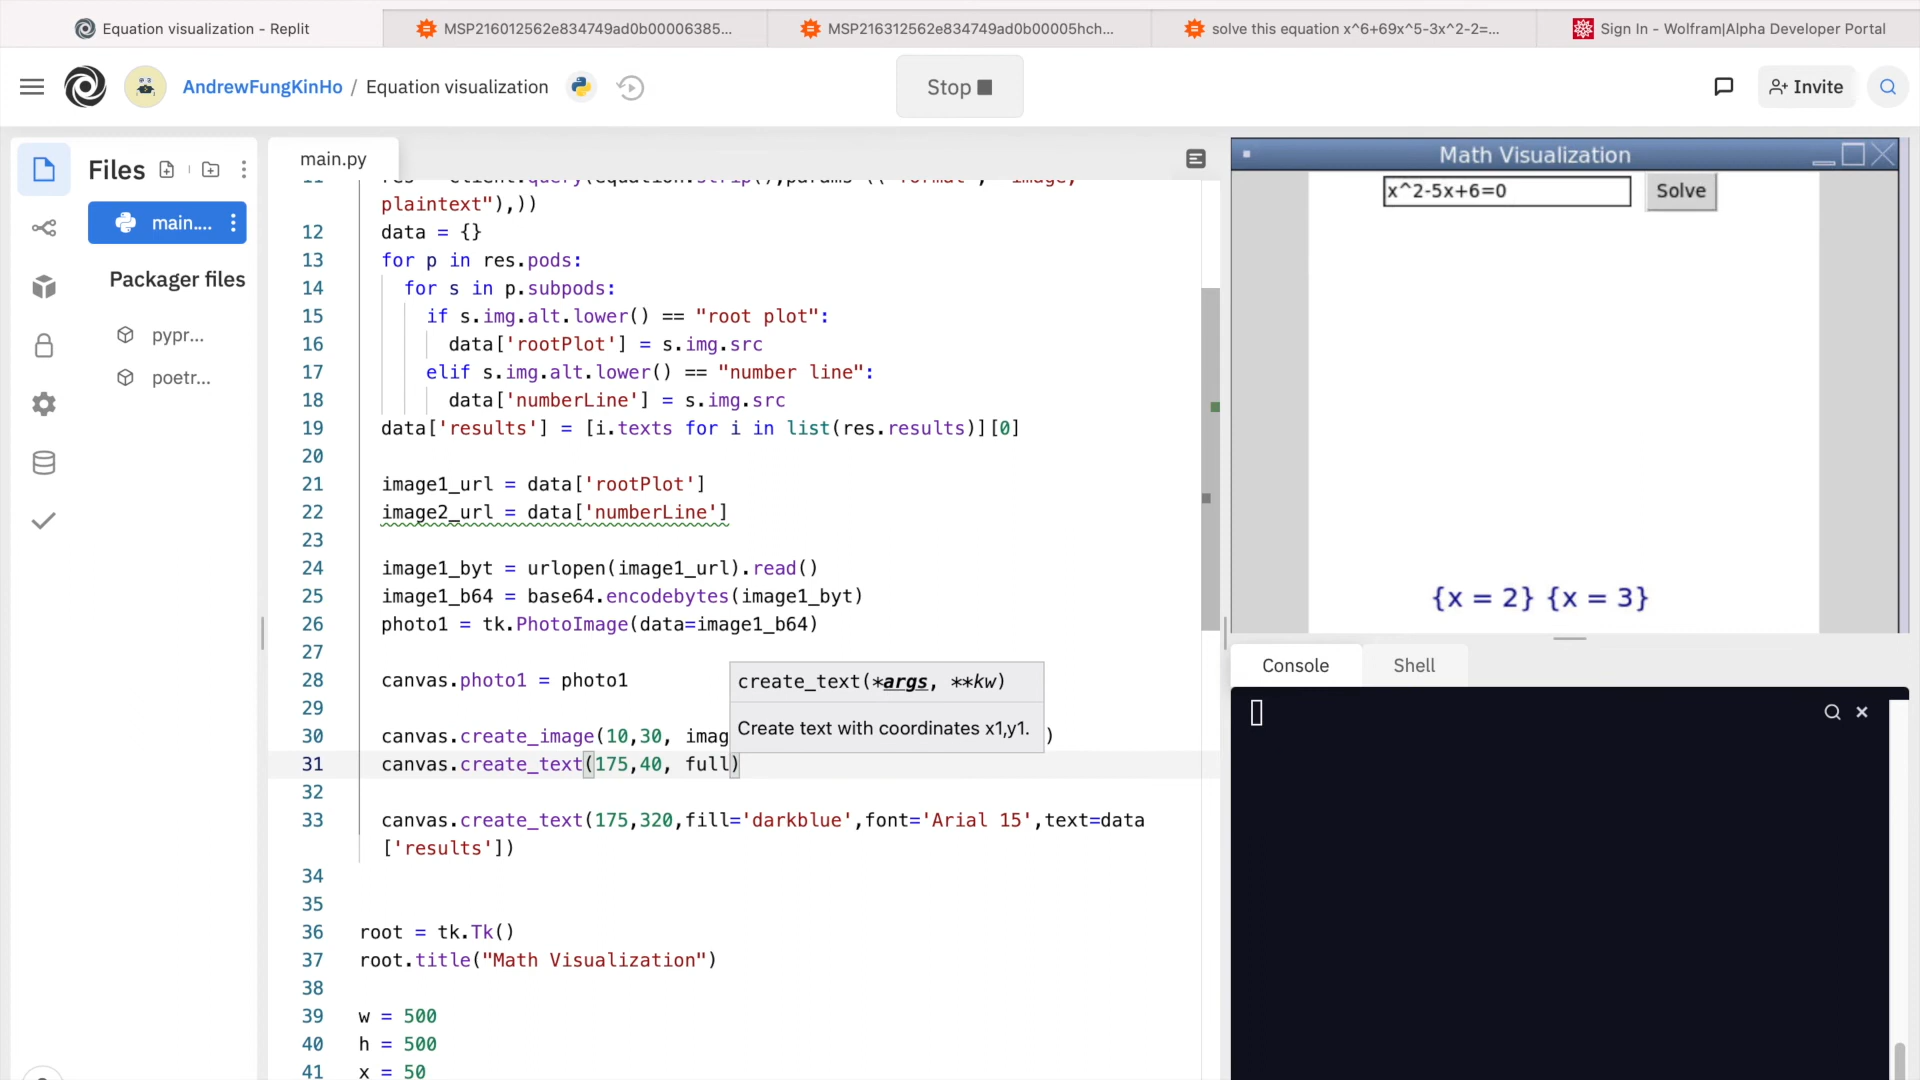 Equation visualization - Replit
MSP216012562e834749ad0b00006385...
MSP216312562e834749ad0b00005hch...
solve this equation x^6+69x^5-3x^2-2=...
Sign In - Wolfram|Alpha Developer Portal
AndrewFungKinHo / Equation visualization
Stop
Invite
Files
main....
Packager files
pypr...
poetr...
main.py
plaintext"),))
12 data = {}
13 for p in res.pods:
14 for s in p.subpods:
15 if s.img.alt.lower() == "root plot":
16 data['rootPlot'] = s.img.src
17 elif s.img.alt.lower() == "number line":
18 data['numberLine'] = s.img.src
19 data['results'] = [i.texts for i in list(res.results)][0]
20
21 image1_url = data['rootPlot']
22 image2_url = data['numberLine']
23
24 image1_byt = urlopen(image1_url).read()
25 image1_b64 = base64.encodebytes(image1_byt)
26 photo1 = tk.PhotoImage(data=image1_b64)
27
28 canvas.photo1 = photo1
29
30 canvas.create_image(10,30, imag )
31 canvas.create_text(175,40, full)
32
33 canvas.create_text(175,320,fill='darkblue',font='Arial 15',text=data
['results'])
34
35
36 root = tk.Tk()
37 root.title("Math Visualization")
38
39 w = 500
40 h = 500
41 x = 50
create_text(*args, **kw)
Create text with coordinates x1,y1.
Math Visualization
x^2-5x+6=0 Solve
{x = 2} {x = 3}
Console
Shell